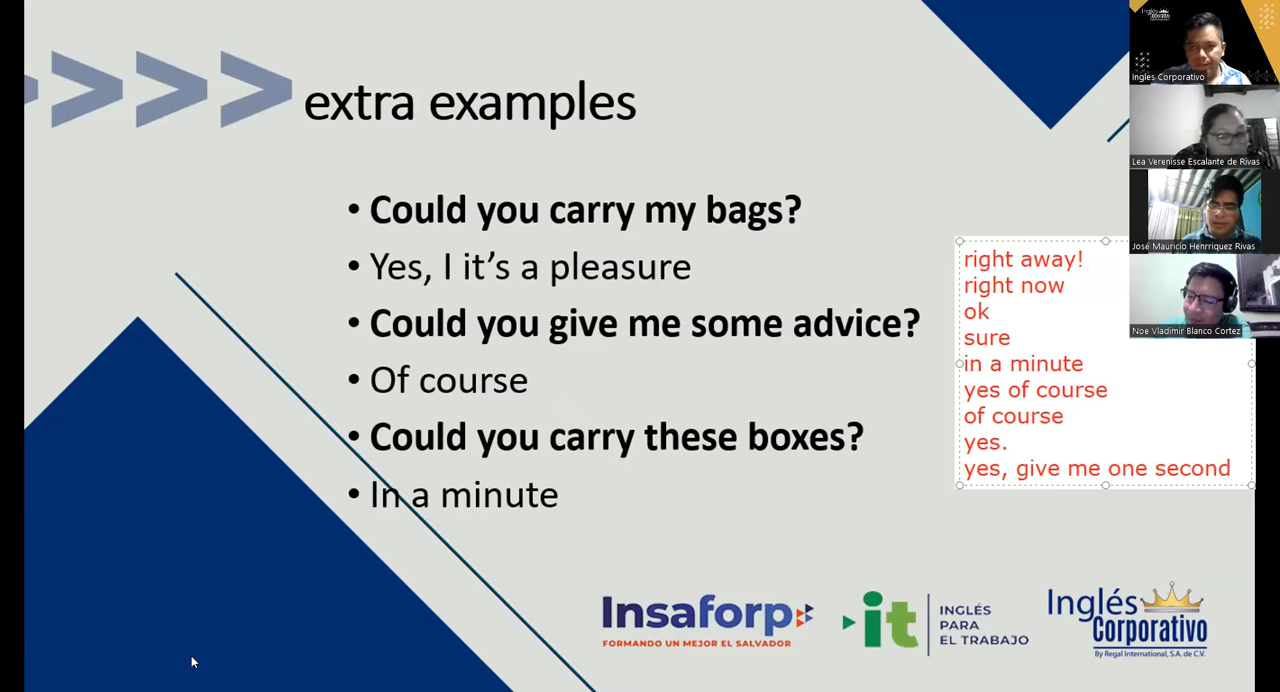 extra examples
• Could you carry my bags?
• Yes, I it’s a pleasure
• Could you give me some advice?
• Of course
• Could you carry these boxes?
• In a minute
right away!
right now
ok
sure
in a minute
yes of course
of course
yes.
yes, give me one second
Inglés
Corporativo
Ingles Corporativo
Lea Verenisse Escalante de Rivas
José Mauricio Henrriquez Rivas
Noe Vladimir Blanco Cortez
Insaforp
FORMANDO UN MEJOR EL SALVADOR
it
INGLÉS
PARA
EL TRABAJO
Inglés
Corporativo
By Regal International, S.A. de C.V.